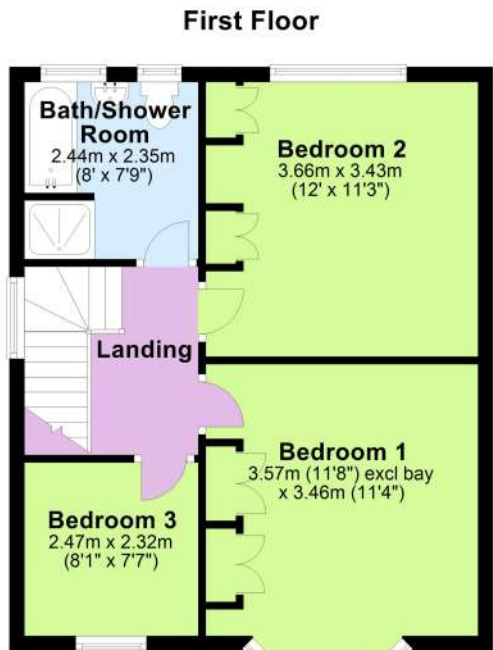 First Floor
Bath/Shower
Room
2.44m x 2.35m
(8' x 7'9")
Bedroom 2
3.66m x 3.43m
(12' x 11'3")
Landing
Bedroom 1
3.57m (11'8") excl bay
x 3.46m (11'4")
Bedroom 3
2.47m x 2.32m
(8'1" x 7'7")